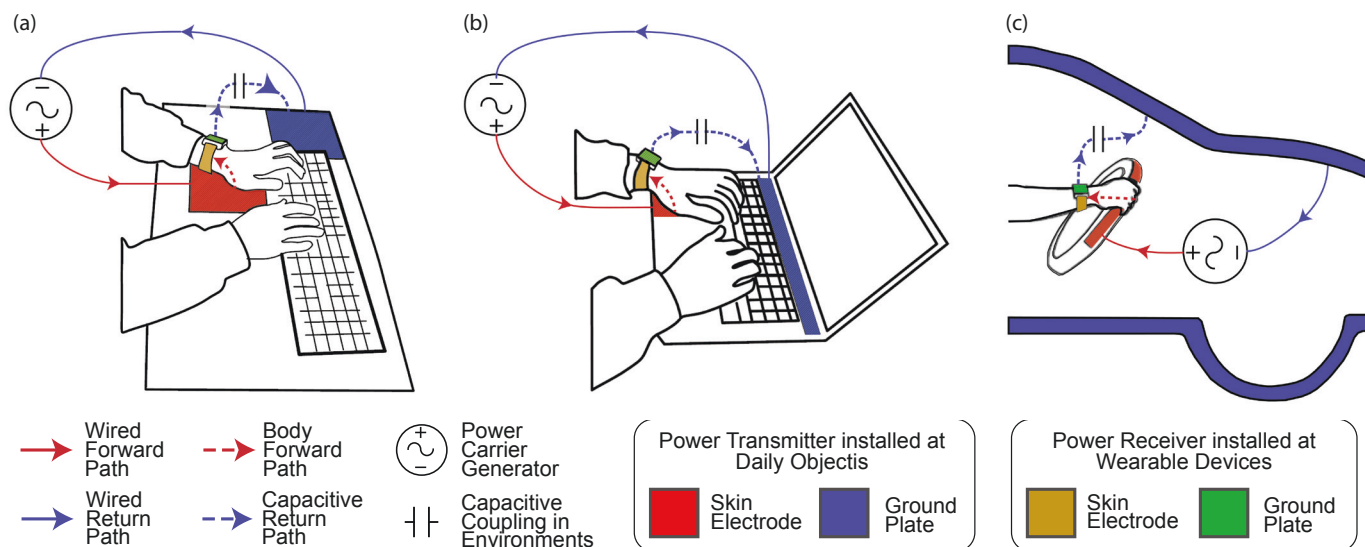 (a)
(b)
(c)
−
+
−
+
+
−
Wired
Forward
Path
Body
Forward
Path
+
−
Power
Carrier
Generator
Wired
Return
Path
Capacitive
Return
Path
Capacitive
Coupling in
Environments
Power Transmitter installed at
Daily Objectis
Skin
Electrode
Ground
Plate
Power Receiver installed at
Wearable Devices
Skin
Electrode
Ground
Plate